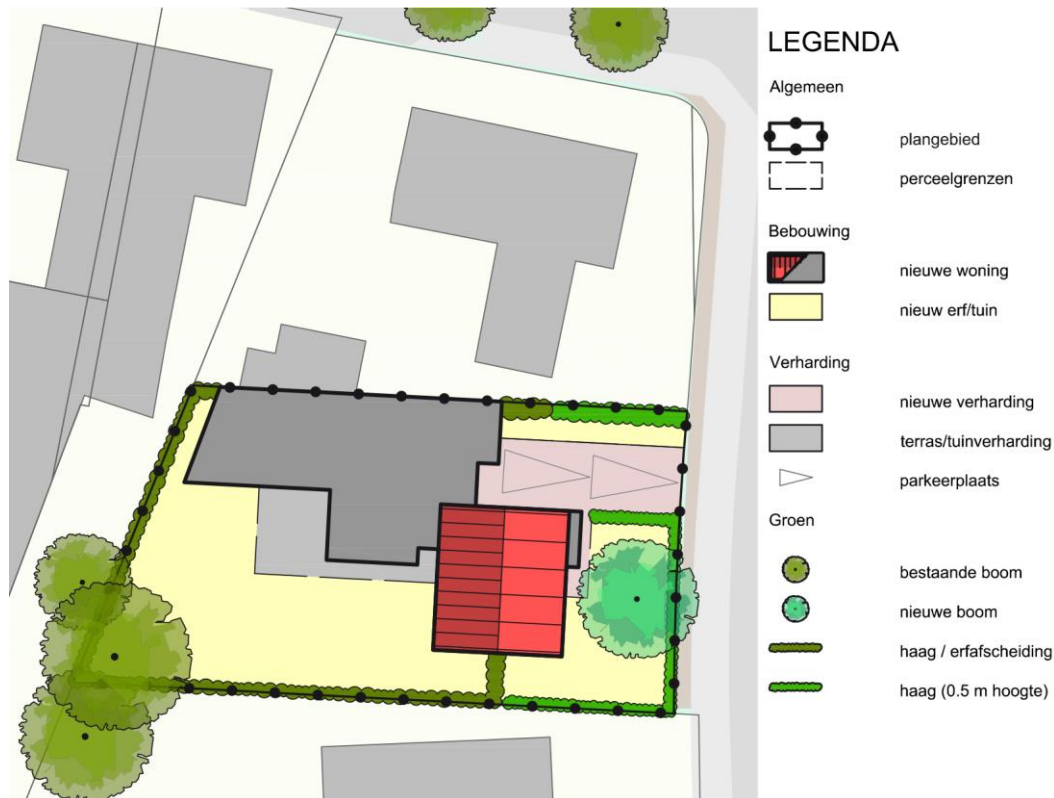 LEGENDA
Algemeen
plangebied
perceelgrenzen
Bebouwing
nieuwe woning
nieuw erf/tuin
Verharding
nieuwe verharding
terras/tuinverharding
parkeerplaats
Groen
bestaande boom
nieuwe boom
haag / erfafscheiding
haag (0.5 m hoogte)